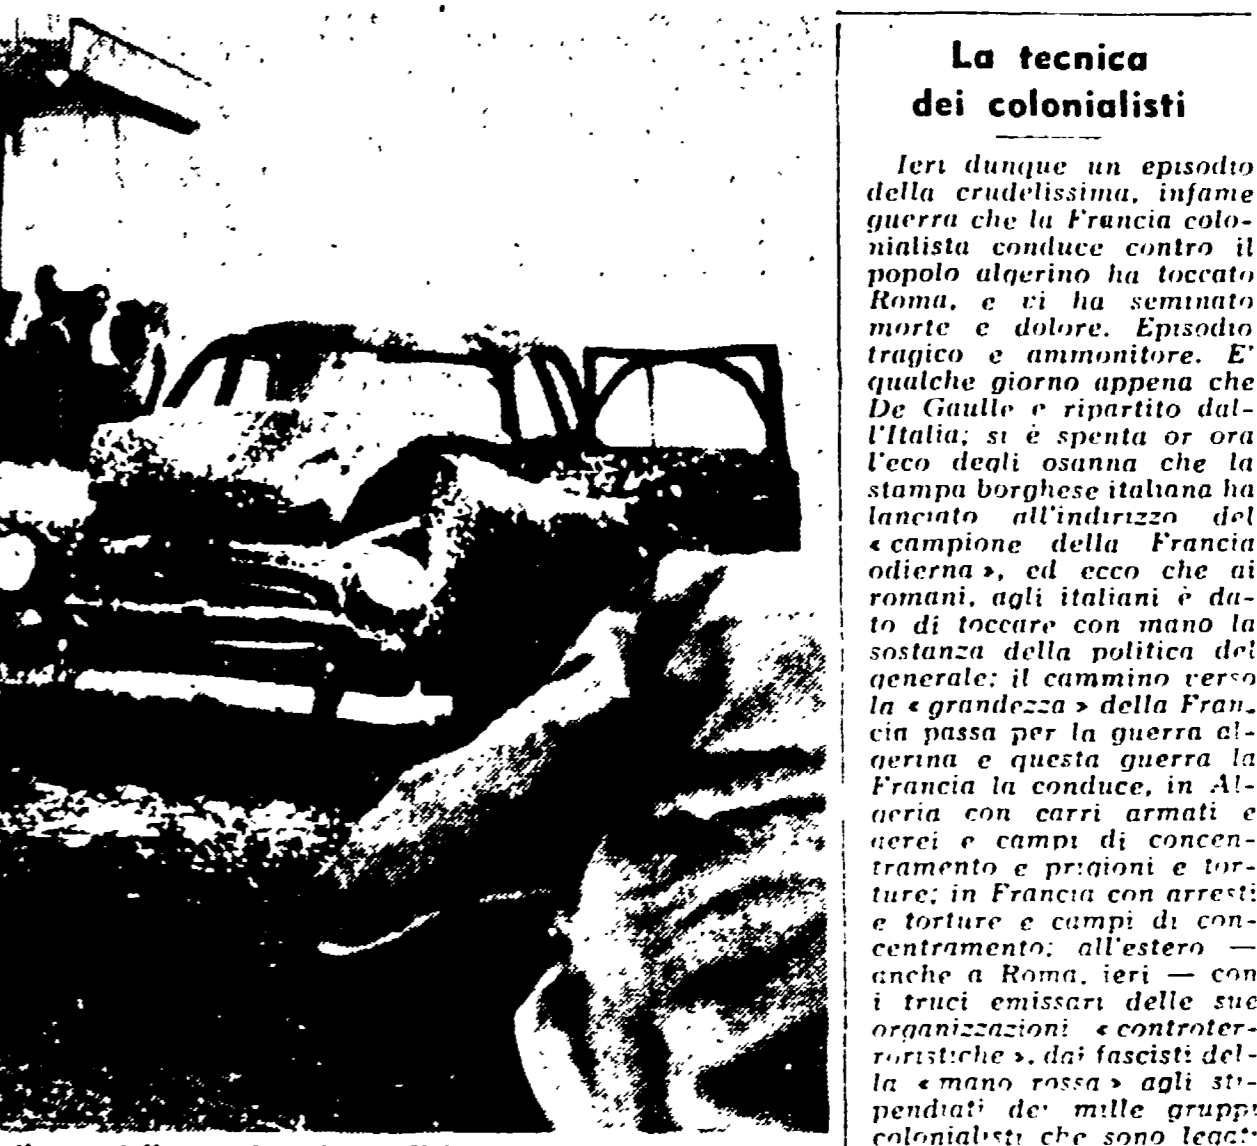 La tecnica
dei colonialisti
Ieri dunque un episodio
della crudelissima, infame
guerra che la Francia colo-
nialista conduce contro il
popolo algerino ha toccato
Roma, e vi ha seminato
morte e dolore. Episodio
tragico e ammonitore. E'
qualche giorno appena che
De Gaulle e ripartito dal-
l'Italia; si è spenta or ora
l'eco degli osanna che la
stampa borghese italiana ha
lanciato all'indirizzo del
« campione della Francia
odierna », ed ecco che ai
romani, agli italiani è da-
to di toccare con mano la
sostanza della politica del
generale: il cammino verso
la « grandezza » della Fran-
cia passa per la guerra al-
gerina e questa guerra la
Francia la conduce, in Al-
geria con carri armati e
aerei e campi di concen-
tramento e prigioni e tor-
ture; in Francia con arresti
e torture e campi di con-
centramento; all'estero —
anche a Roma, ieri — con
i truci emissari delle sue
organizzazioni « controter-
roristiche », dai fascisti del-
la « mano rossa » agli sti-
pendiati dei mille gruppi
colonialisti che sono legati